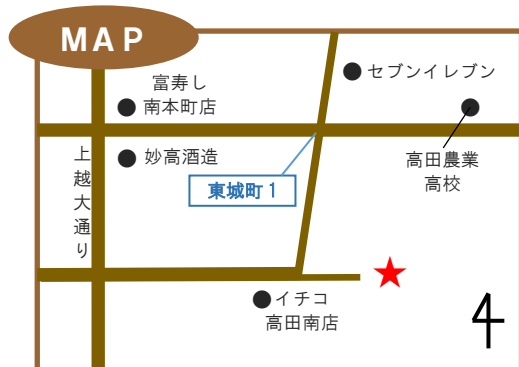 MAP
富寿し
南本町店
セブンイレブン
上越大通り
妙高酒造
高田農業
高校
東城町1
イチコ
高田南店